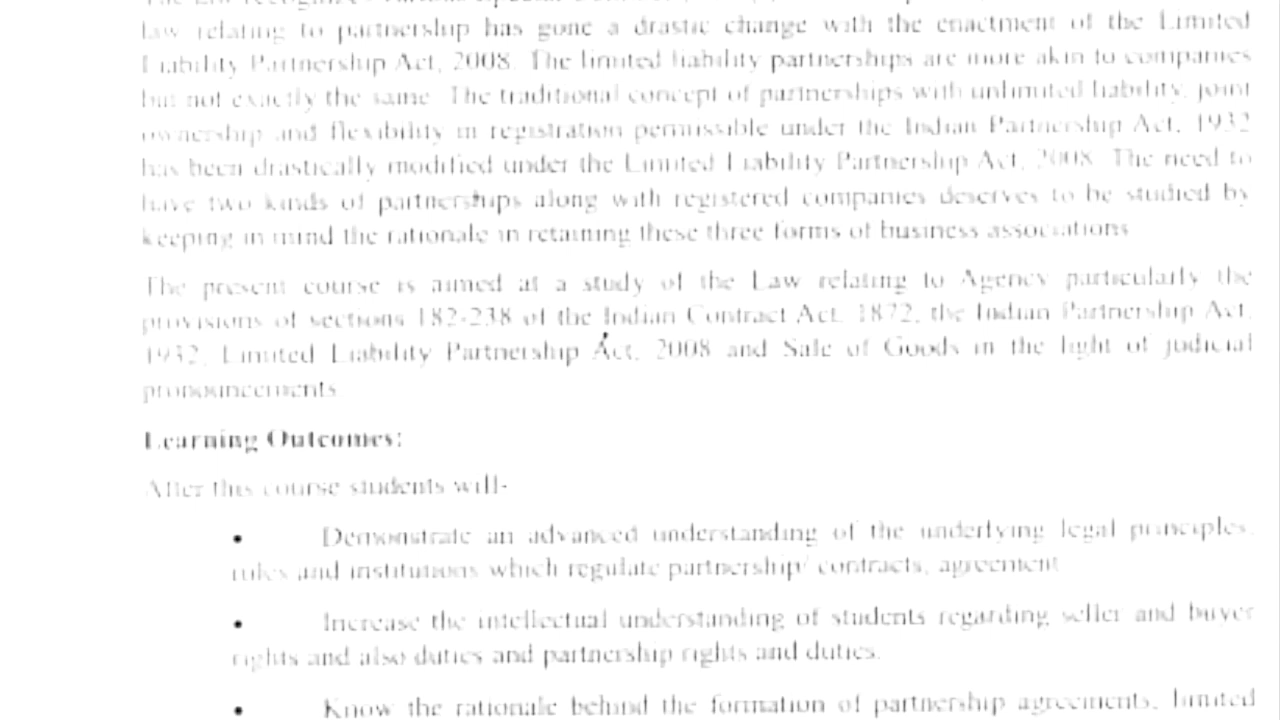 law relating to partnership has gone a drastic change with the enactment of the Limited
Liability Partnership Act, 2008. The limited liability partnerships are more akin to companies
but not exactly the same. The traditional concept of partnerships with unlimited liability, joint
ownership and flexibility in registration permissible under the Indian Partnership Act, 1932
has been drastically modified under the Limited Liability Partnership Act, 2008. The need to
have two kinds of partnerships along with registered companies deserves to be studied by
keeping in mind the rationale in retaining these three forms of business associations
The present course is aimed at a study of the Law relating to Agency particularly the
provisions of sections 182-238 of the Indian Contract Act, 1872, the Indian Partnership Act,
1932, Limited Liability Partnership Act, 2008 and Sale of Goods in the light of judicial
pronouncements.
Learning Outcomes:
After this course students will-
• Demonstrate an advanced understanding of the underlying legal principles,
rules and institutions which regulate partnership/ contracts, agreement
• Increase the intellectual understanding of students regarding seller and buyer
rights and also duties and partnership rights and duties.
• Know the rationale behind the formation of partnership agreements, limited